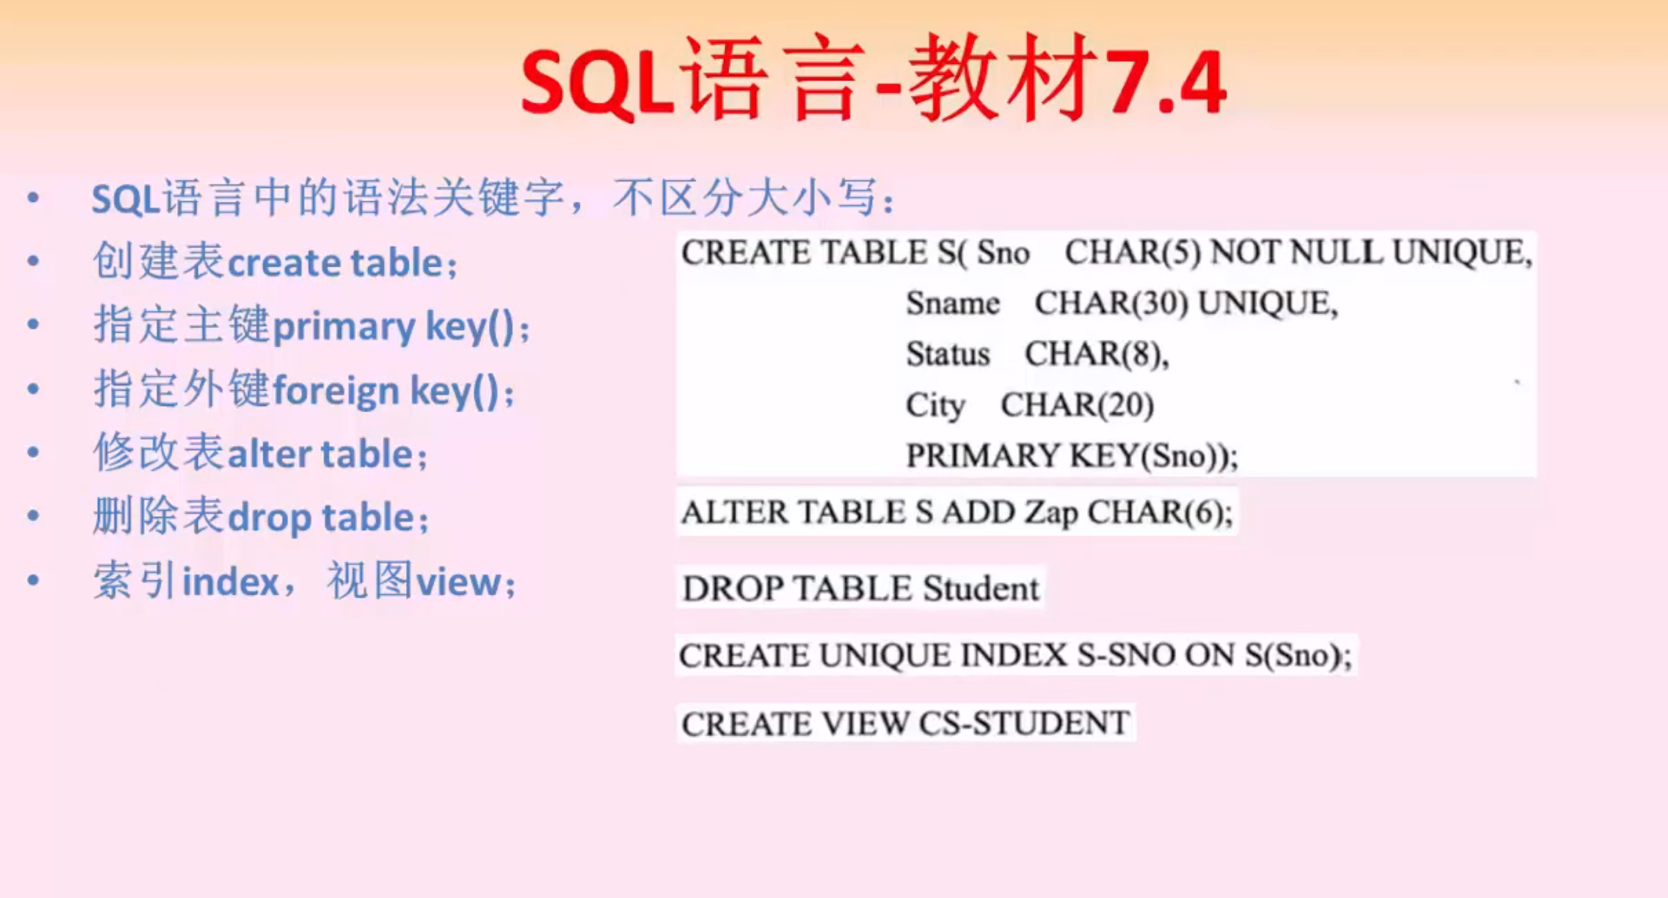 SQL语言-教材7.4
• SQL语言中的语法关键字，不区分大小写：
• 创建表create table；
• 指定主键primary key()；
• 指定外键foreign key()；
• 修改表alter table；
• 删除表drop table；
• 索引index，视图view；
CREATE TABLE S( Sno CHAR(5) NOT NULL UNIQUE,
Sname CHAR(30) UNIQUE,
Status CHAR(8),
City CHAR(20)
PRIMARY KEY(Sno));
ALTER TABLE S ADD Zap CHAR(6);
DROP TABLE Student
CREATE UNIQUE INDEX S-SNO ON S(Sno);
CREATE VIEW CS-STUDENT